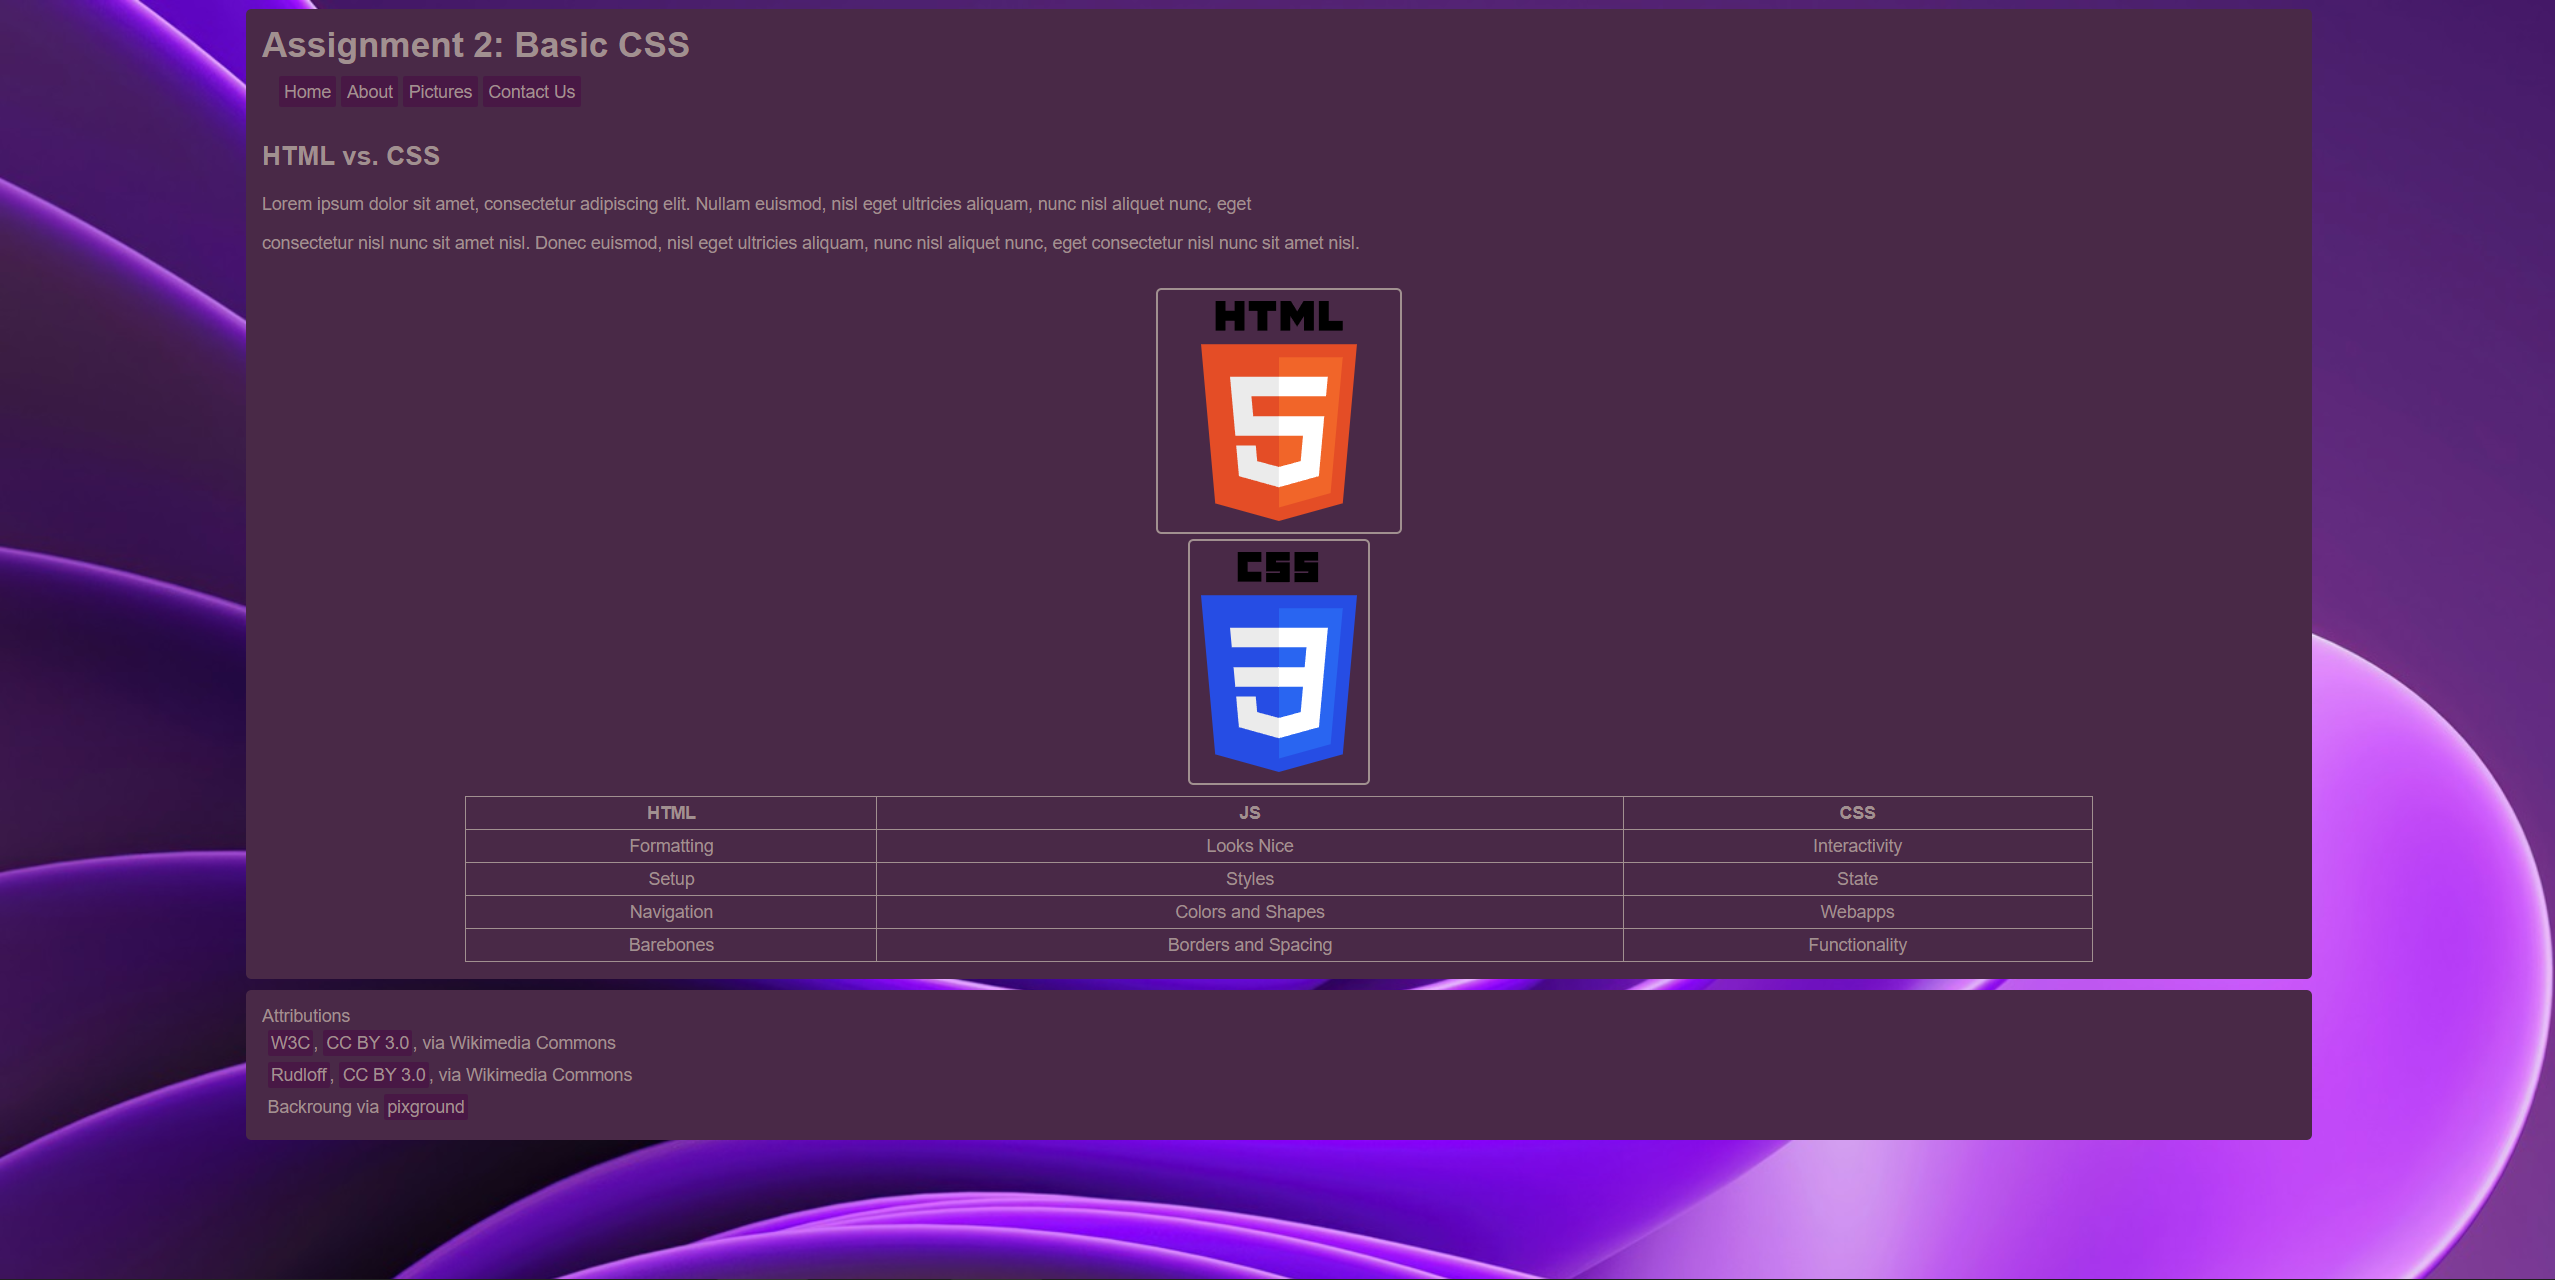 Assignment 2: Basic CSS
Home About Pictures Contact Us
HTML vs. CSS
Lorem ipsum dolor sit amet, consectetur adipiscing elit. Nullam euismod, nisl eget ultricies aliquam, nunc nisl aliquet nunc, eget
consectetur nisl nunc sit amet nisl. Donec euismod, nisl eget ultricies aliquam, nunc nisl aliquet nunc, eget consectetur nisl nunc sit amet nisl.
HTML
5
CSS
3
HTML JS CSS
Formatting Looks Nice Interactivity
Setup Styles State
Navigation Colors and Shapes Webapps
Barebones Borders and Spacing Functionality
Attributions
W3C, CC BY 3.0, via Wikimedia Commons
Rudloff, CC BY 3.0, via Wikimedia Commons
Backroung via pixground